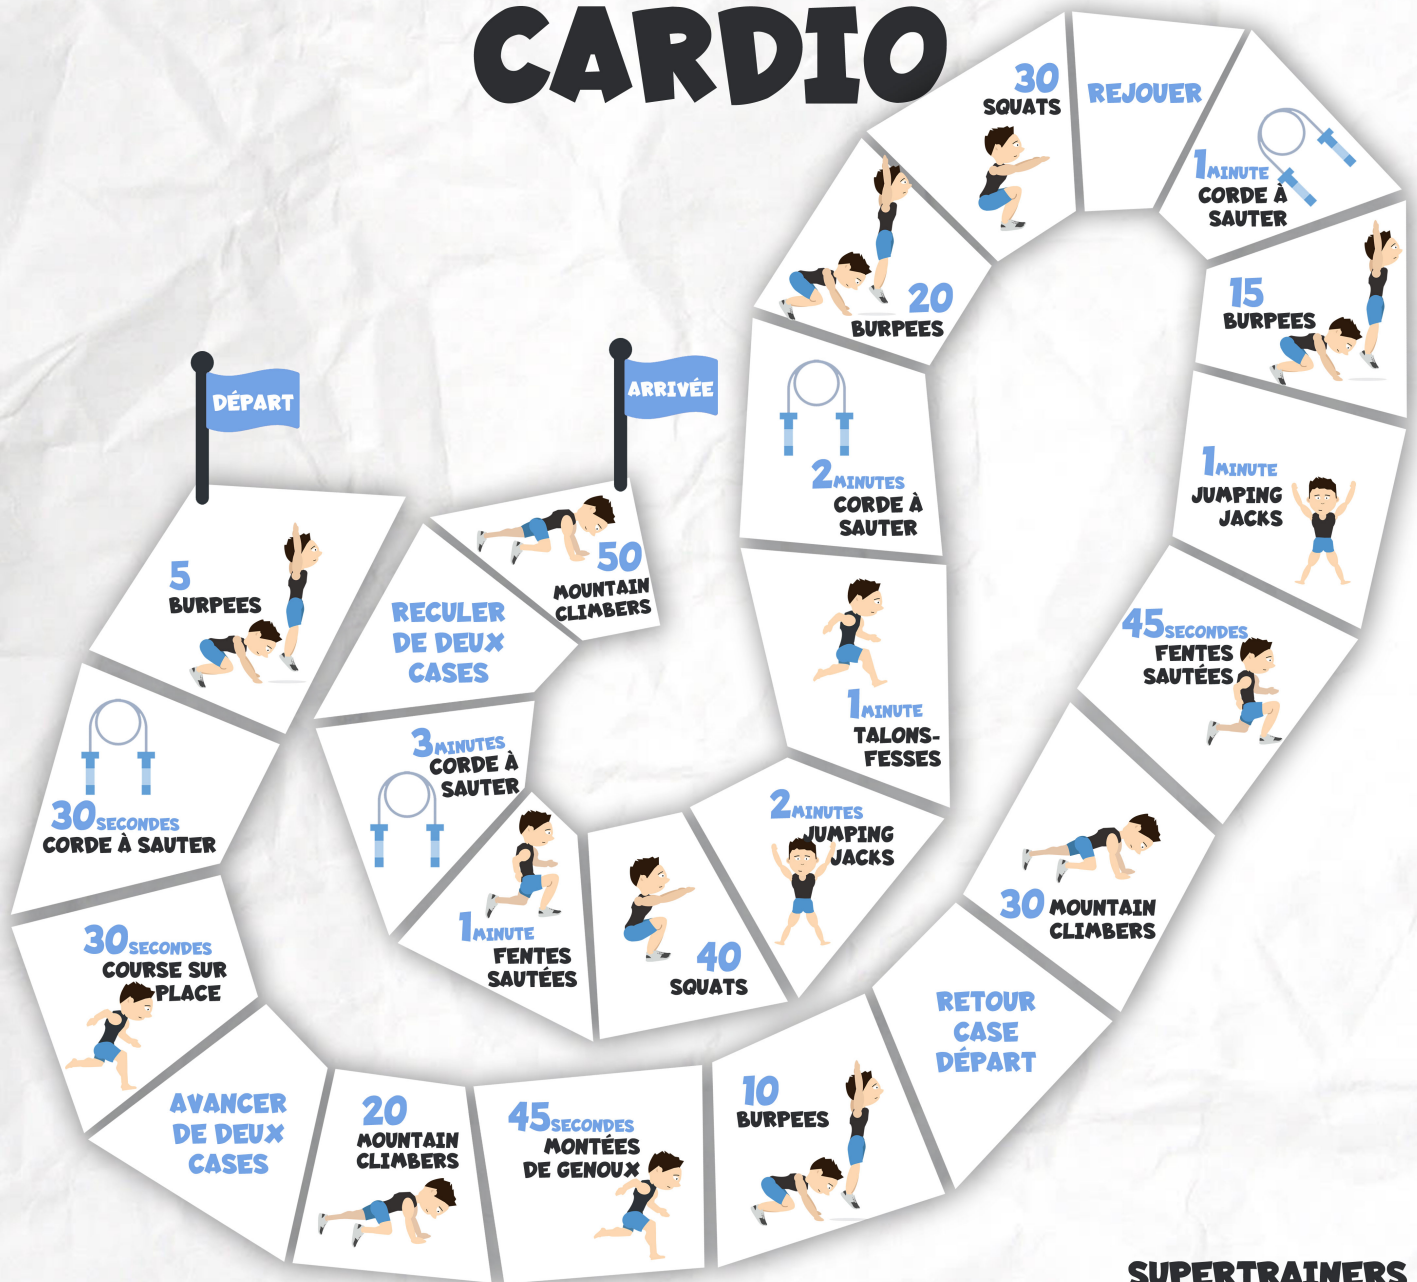 CARDIO
DÉPART
5
BURPEES
30 SECONDES
CORDE À SAUTER
30 SECONDES
COURSE SUR
PLACE
AVANCER
DE DEUX
CASES
20
MOUNTAIN
CLIMBERS
45 SECONDES
MONTÉES
DE GENOUX
10
BURPEES
RETOUR
CASE
DÉPART
30 MOUNTAIN
CLIMBERS
45 SECONDES
FENTES
SAUTÉES
1 MINUTE
JUMPING
JACKS
15
BURPEES
1 MINUTE
CORDE À
SAUTER
REJOUER
30
SQUATS
20
BURPEES
2 MINUTES
CORDE À
SAUTER
1 MINUTE
TALONS-
FESSES
2 MINUTES
JUMPING
JACKS
40
SQUATS
1 MINUTE
FENTES
SAUTÉES
3 MINUTES
CORDE À
SAUTER
RECULER
DE DEUX
CASES
50
MOUNTAIN
CLIMBERS
ARRIVÉE
SUPERTRAINERS